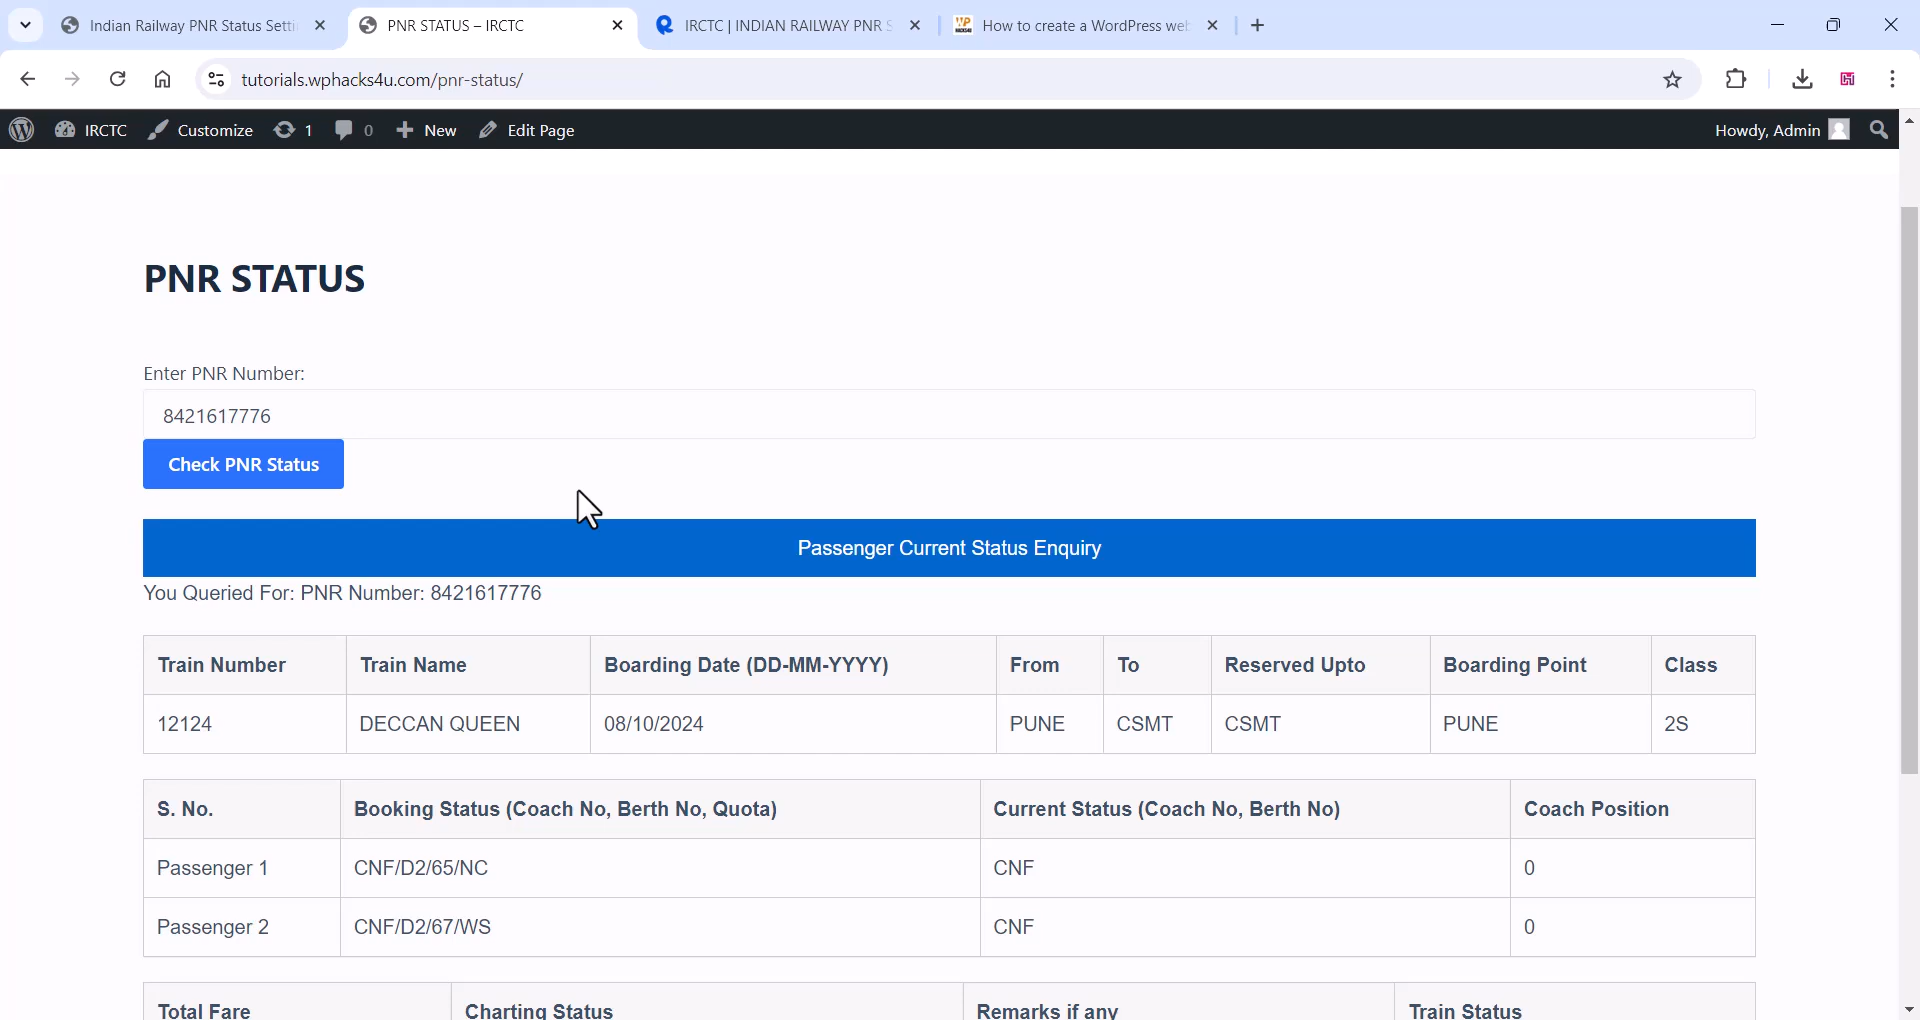 Indian Railway PNR Status Setti
PNR STATUS – IRCTC
IRCTC | INDIAN RAILWAY PNR S
How to create a WordPress web
tutorials.wphacks4u.com/pnr-status/
IRCTC Customize 1 0 New Edit Page Howdy, Admin
PNR STATUS
Enter PNR Number:
8421617776
Check PNR Status
Passenger Current Status Enquiry
You Queried For: PNR Number: 8421617776
Train Number Train Name Boarding Date (DD-MM-YYYY) From To Reserved Upto Boarding Point Class
12124 DECCAN QUEEN 08/10/2024 PUNE CSMT CSMT PUNE 2S
S. No. Booking Status (Coach No, Berth No, Quota) Current Status (Coach No, Berth No) Coach Position
Passenger 1 CNF/D2/65/NC CNF 0
Passenger 2 CNF/D2/67/WS CNF 0
Total Fare Charting Status Remarks if any Train Status